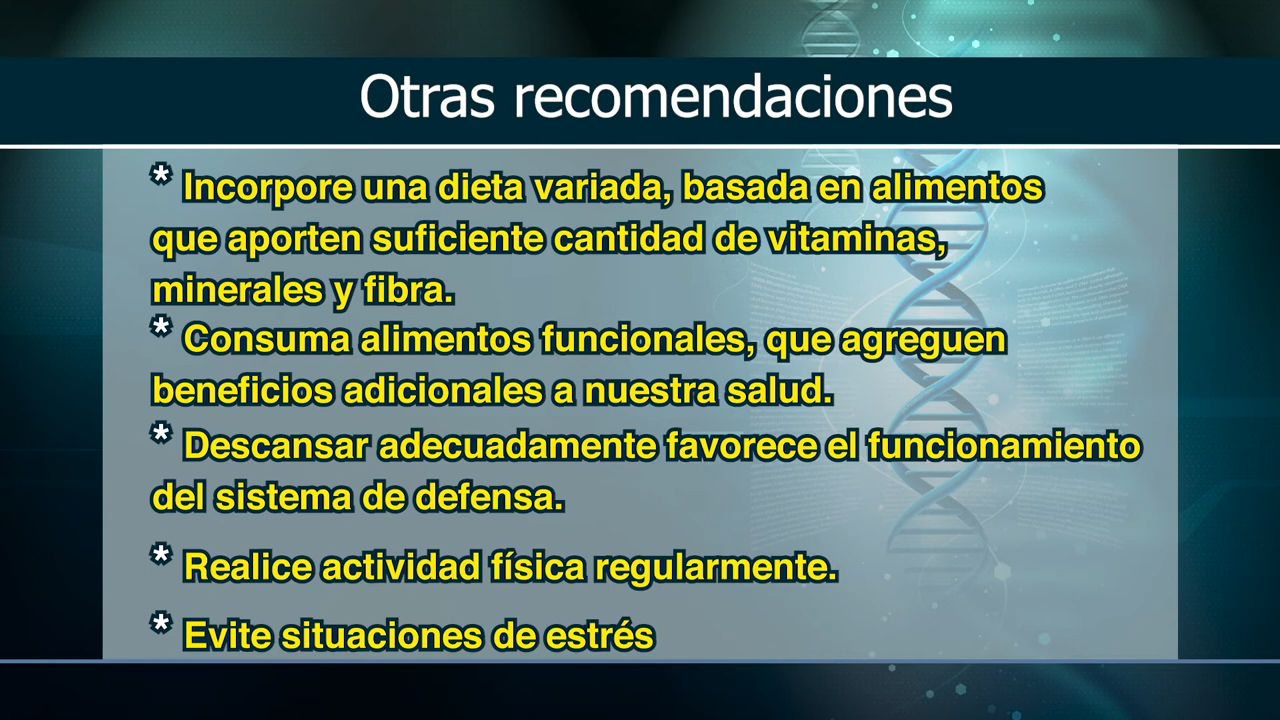 Otras recomendaciones
* Incorpore una dieta variada, basada en alimentos
que aporten suficiente cantidad de vitaminas,
minerales y fibra.
* Consuma alimentos funcionales, que agreguen
beneficios adicionales a nuestra salud.
* Descansar adecuadamente favorece el funcionamiento
del sistema de defensa.
* Realice actividad física regularmente.
* Evite situaciones de estrés